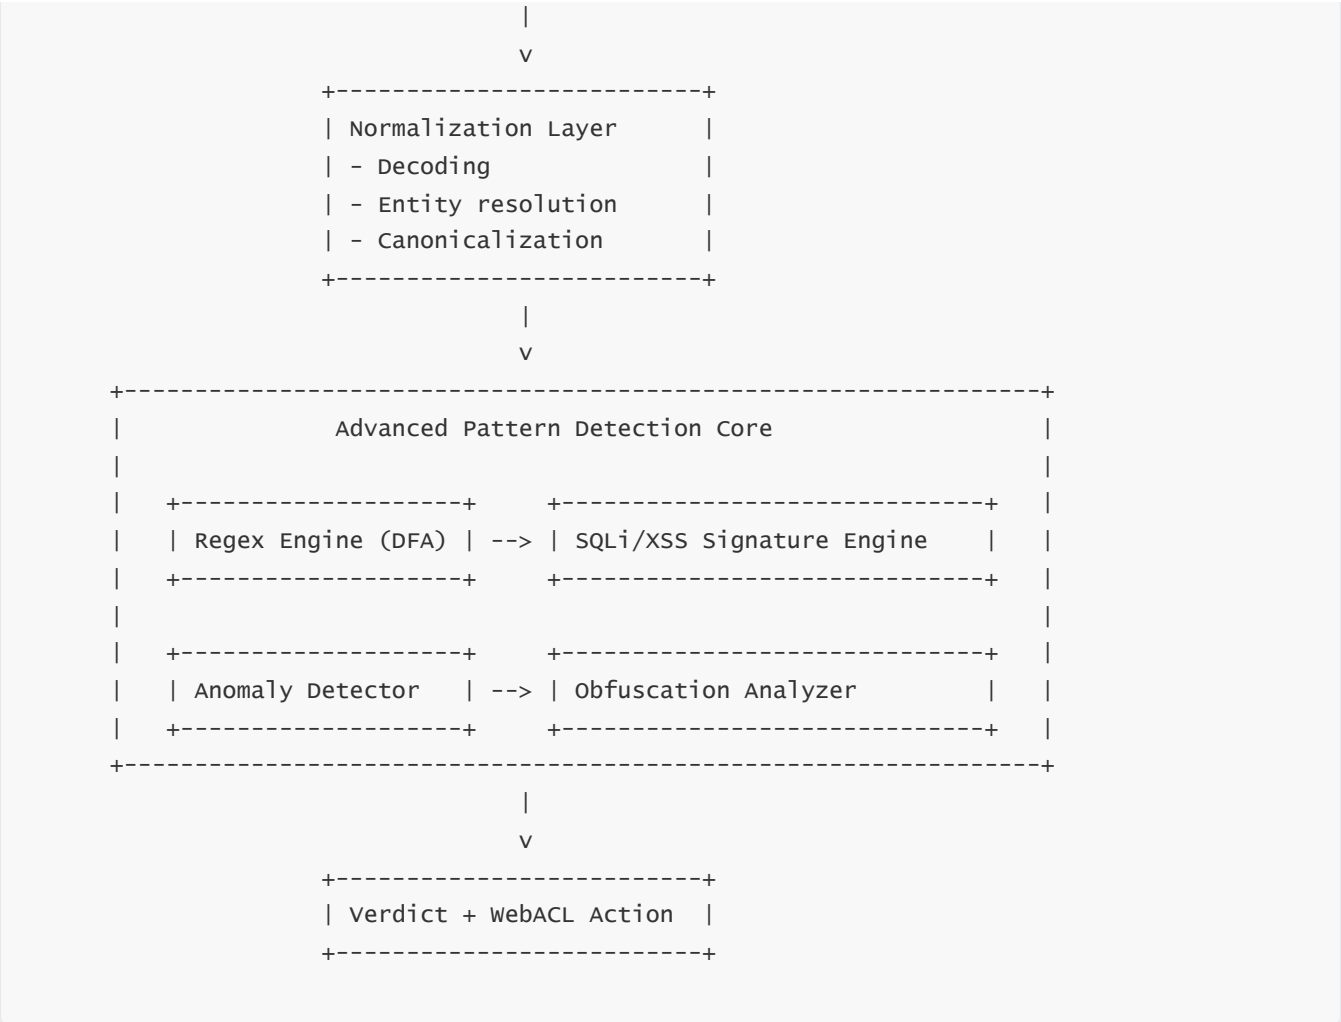 |
                             v
               +--------------------------+
               | Normalization Layer      |
               | - Decoding               |
               | - Entity resolution      |
               | - Canonicalization       |
               +--------------------------+
                             |
                             v
+-----------------------------------------------------------------+
|               Advanced Pattern Detection Core                   |
|                                                                 |
|   +--------------------+     +------------------------------+   |
|   | Regex Engine (DFA) | --> | SQLi/XSS Signature Engine    |   |
|   +--------------------+     +------------------------------+   |
|                                                                 |
|   +--------------------+     +------------------------------+   |
|   | Anomaly Detector   | --> | Obfuscation Analyzer         |   |
|   +--------------------+     +------------------------------+   |
+-----------------------------------------------------------------+
                             |
                             v
               +--------------------------+
               | Verdict + WebACL Action  |
               +--------------------------+